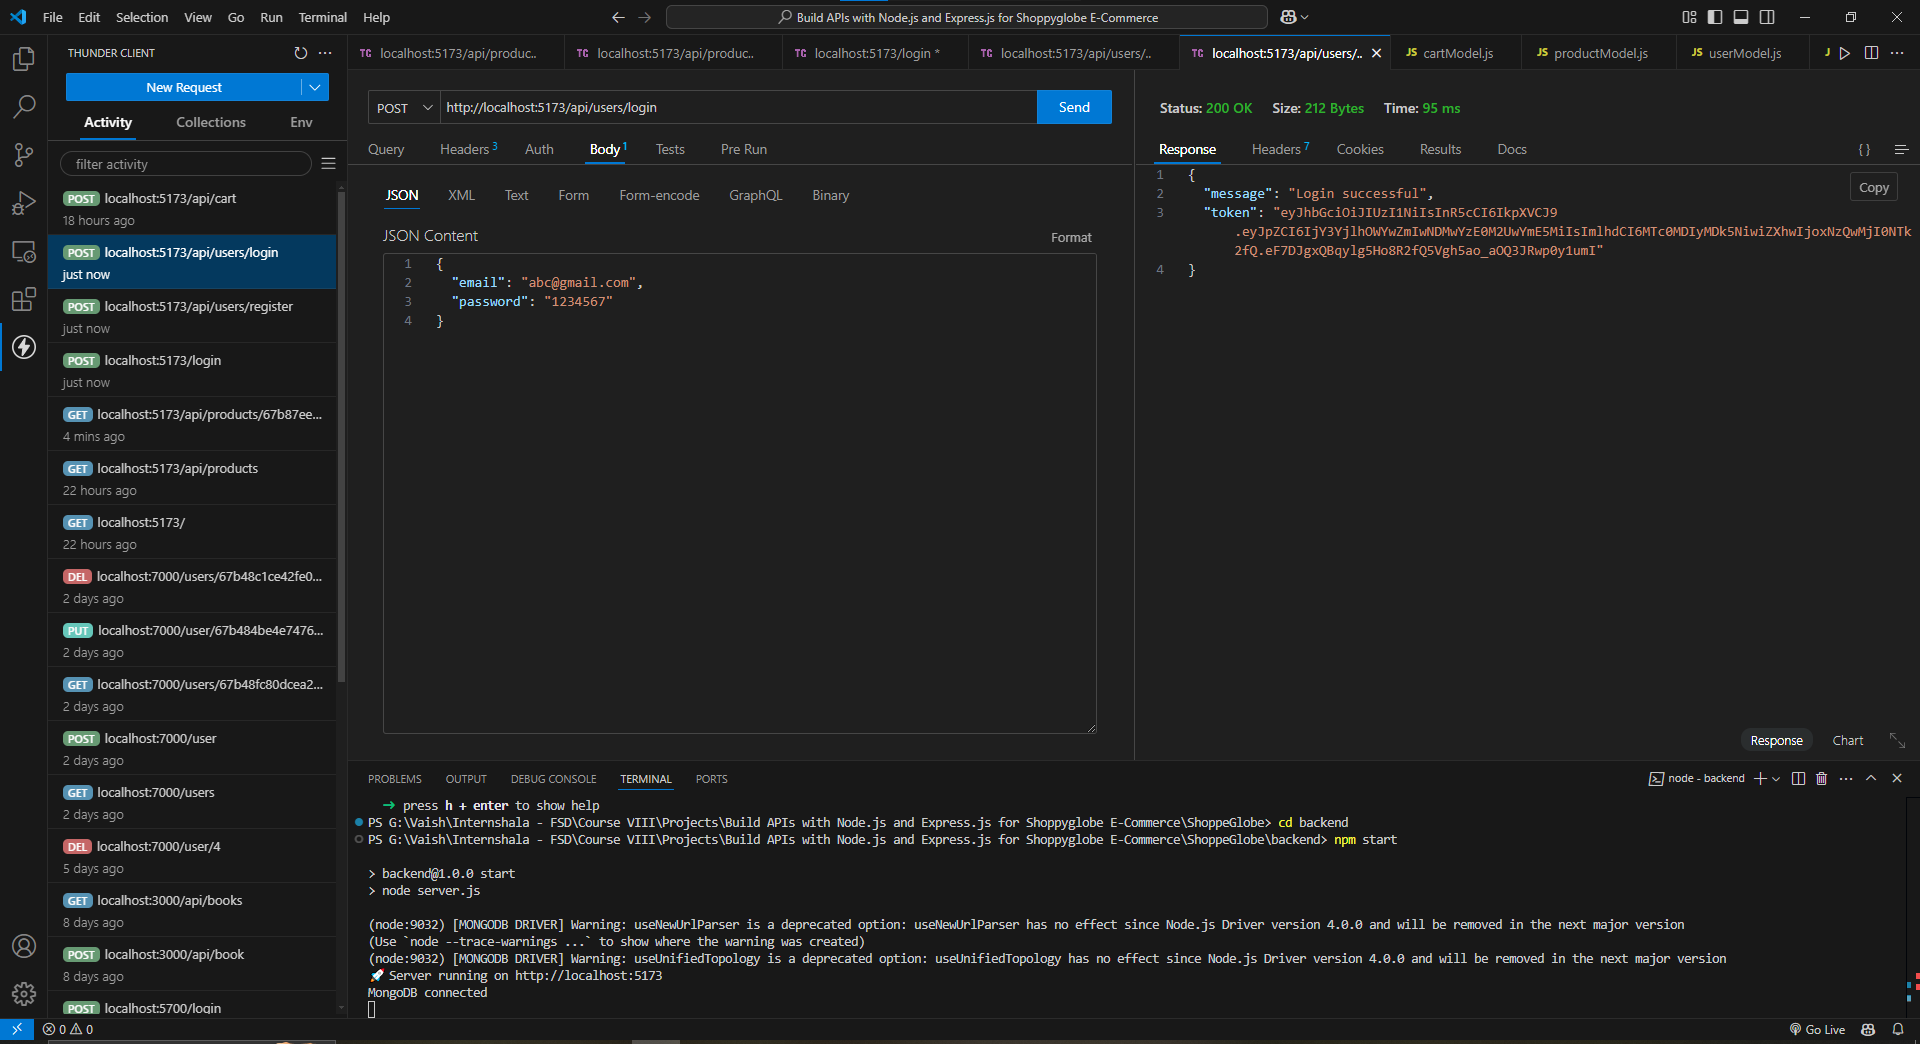 File Edit Selection View Go Run Terminal Help
Build APIs with Node.js and Express.js for Shoppyglobe E-Commerce
THUNDER CLIENT
New Request
Activity Collections Env
filter activity
POST localhost:5173/api/cart
18 hours ago
POST localhost:5173/api/users/login
just now
POST localhost:5173/api/users/register
just now
POST localhost:5173/login
just now
GET localhost:5173/api/products/67b87ee...
4 mins ago
GET localhost:5173/api/products
22 hours ago
GET localhost:5173/
22 hours ago
DEL localhost:7000/users/67b48c1ce42fe0...
2 days ago
PUT localhost:7000/user/67b484be4e7476...
2 days ago
GET localhost:7000/users/67b48fc80dcea2...
2 days ago
POST localhost:7000/user
2 days ago
GET localhost:7000/users
2 days ago
DEL localhost:7000/user/4
5 days ago
GET localhost:3000/api/books
8 days ago
POST localhost:3000/api/book
8 days ago
POST localhost:5700/login
TC localhost:5173/api/produc.. TC localhost:5173/api/produc.. TC localhost:5173/login * TC localhost:5173/api/users/.. TC localhost:5173/api/users/.. JS cartModel.js JS productModel.js JS userModel.js J
POST http://localhost:5173/api/users/login Send
Query Headers 3 Auth Body 1 Tests Pre Run
JSON XML Text Form Form-encode GraphQL Binary
JSON Content Format
1 {
2 "email": "abc@gmail.com",
3 "password": "1234567"
4 }
Status: 200 OK Size: 212 Bytes Time: 95 ms
Response Headers 7 Cookies Results Docs { }
Copy
1 {
2 "message": "Login successful",
3 "token": "eyJhbGciOiJIUzI1NiIsInR5cCI6IkpXVCJ9
.eyJpZCI6IjY3YjlhOWYwZmIwNDMwYzE0M2UwYmE5MiIsImlhdCI6MTc0MDIyMDk5NiwiZXhwIjoxNzQwMjI0NTk
2fQ.eF7DJgxQBqylg5Ho8R2fQ5Vgh5ao_aOQ3JRwp0y1umI"
4 }
Response Chart
PROBLEMS OUTPUT DEBUG CONSOLE TERMINAL PORTS
node - backend
➜ press h + enter to show help
PS G:\Vaish\Internshala - FSD\Course VIII\Projects\Build APIs with Node.js and Express.js for Shoppyglobe E-Commerce\ShoppeGlobe> cd backend
PS G:\Vaish\Internshala - FSD\Course VIII\Projects\Build APIs with Node.js and Express.js for Shoppyglobe E-Commerce\ShoppeGlobe\backend> npm start
> backend@1.0.0 start
> node server.js
(node:9032) [MONGODB DRIVER] Warning: useNewUrlParser is a deprecated option: useNewUrlParser has no effect since Node.js Driver version 4.0.0 and will be removed in the next major version
(Use `node --trace-warnings ...` to show where the warning was created)
(node:9032) [MONGODB DRIVER] Warning: useUnifiedTopology is a deprecated option: useUnifiedTopology has no effect since Node.js Driver version 4.0.0 and will be removed in the next major version
🚀 Server running on http://localhost:5173
MongoDB connected
0 0
Go Live